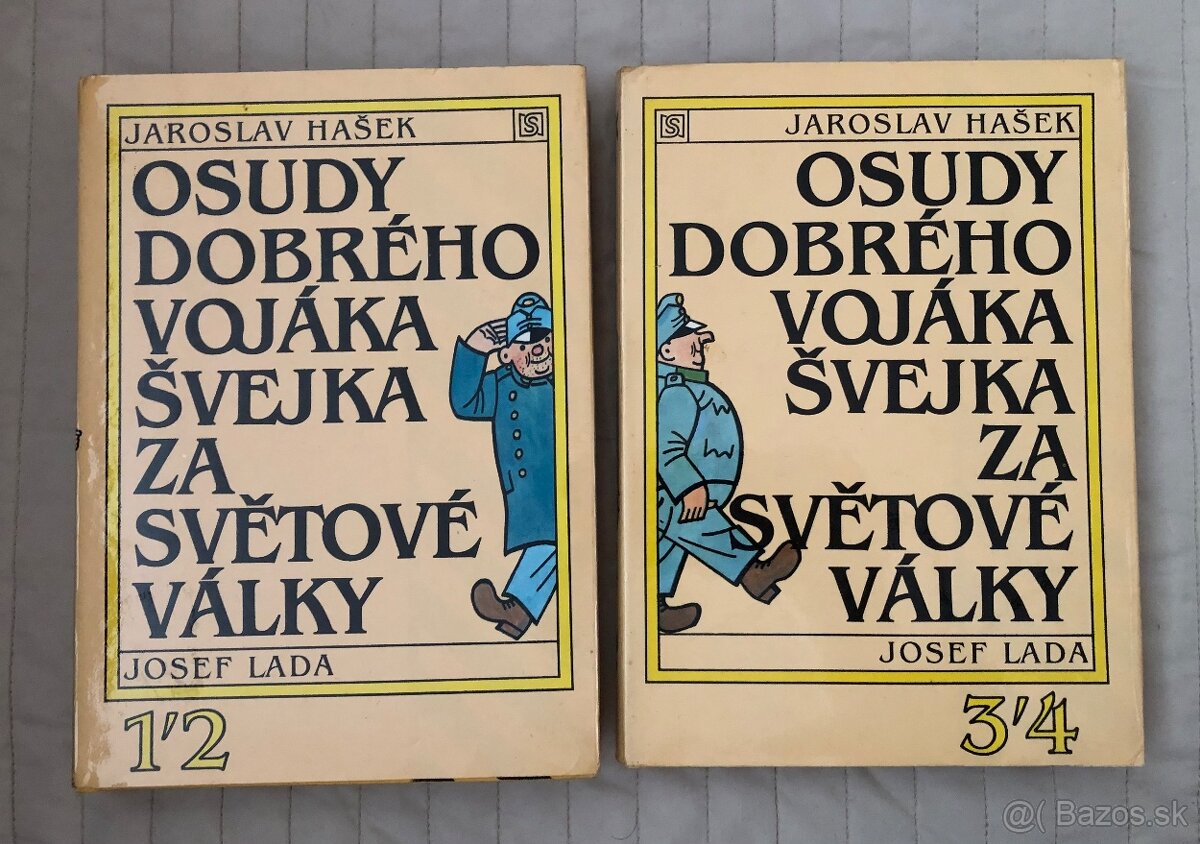 JAROSLAV HAŠEK
OSUDY
DOBRÉHO
VOJÁKA
ŠVEJKA
ZA
SVĚTOVÉ
VÁLKY
JOSEF LADA
1'2
JAROSLAV HAŠEK
OSUDY
DOBRÉHO
VOJÁKA
ŠVEJKA
ZA
SVĚTOVÉ
VÁLKY
JOSEF LADA
3'4
@( Bazos.sk